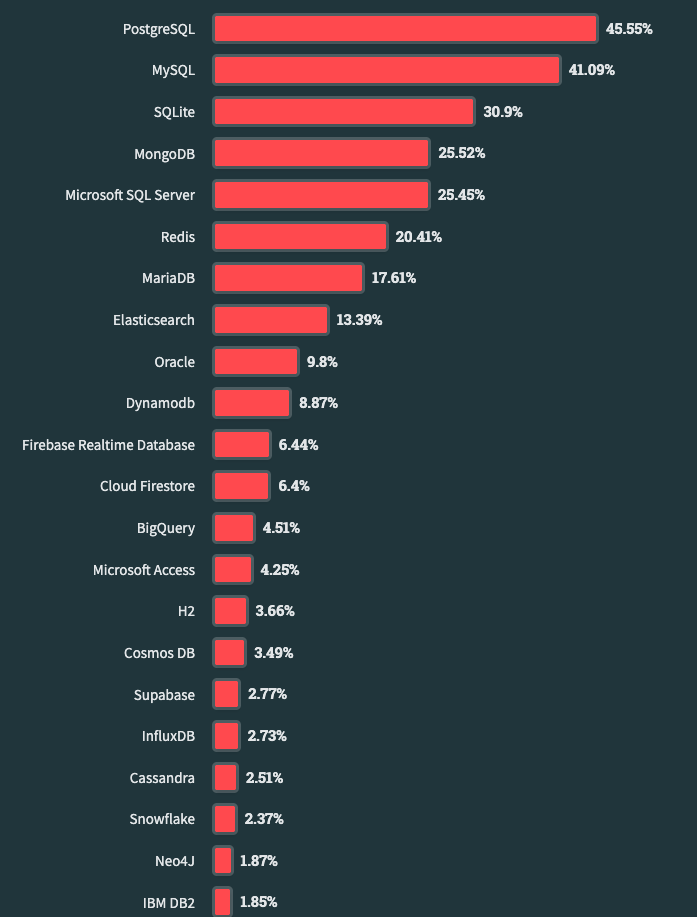 PostgreSQL 45.55%
MySQL 41.09%
SQLite 30.9%
MongoDB 25.52%
Microsoft SQL Server 25.45%
Redis 20.41%
MariaDB 17.61%
Elasticsearch 13.39%
Oracle 9.8%
Dynamodb 8.87%
Firebase Realtime Database 6.44%
Cloud Firestore 6.4%
BigQuery 4.51%
Microsoft Access 4.25%
H2 3.66%
Cosmos DB 3.49%
Supabase 2.77%
InfluxDB 2.73%
Cassandra 2.51%
Snowflake 2.37%
Neo4J 1.87%
IBM DB2 1.85%